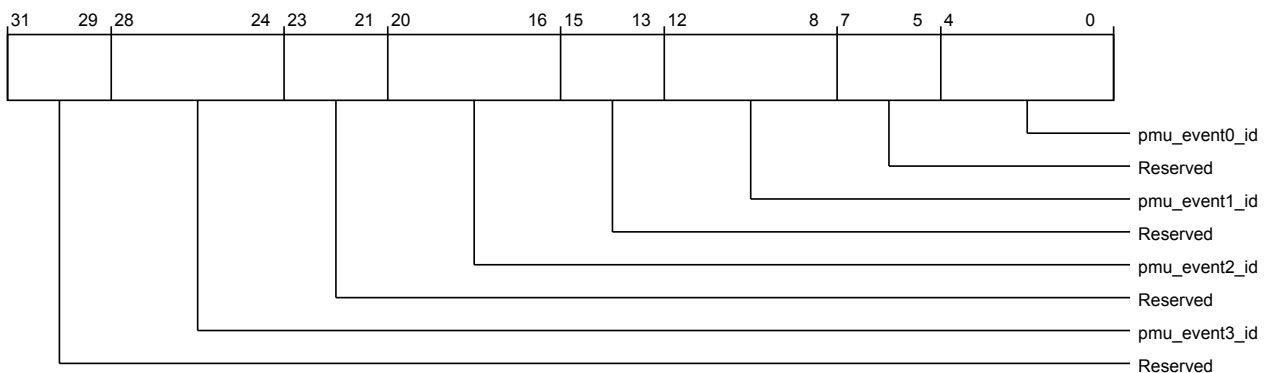 31 29 28 24 23 21 20 16 15 13 12 8 7 5 4 0
pmu_event0_id
Reserved
pmu_event1_id
Reserved
pmu_event2_id
Reserved
pmu_event3_id
Reserved